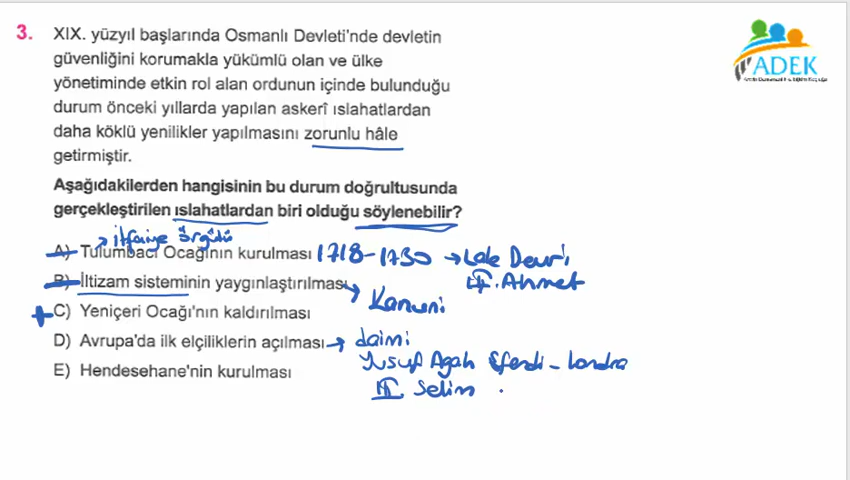 3. XIX. yüzyıl başlarında Osmanlı Devleti'nde devletin
güvenliğini korumakla yükümlü olan ve ülke
yönetiminde etkin rol alan ordunun içinde bulunduğu
durum önceki yıllarda yapılan askerî ıslahatlardan
daha köklü yenilikler yapılmasını zorunlu hâle
getirmiştir.
ADEK
Aşağıdakilerden hangisinin bu durum doğrultusunda
gerçekleştirilen ıslahatlardan biri olduğu söylenebilir?
itfaiye örgütü
A) Tulumbacı Ocağının kurulması 1718-1730 → Lale Devri
III. Ahmet
B) İltizam sisteminin yaygınlaştırılması
Kanuni
C) Yeniçeri Ocağı'nın kaldırılması
D) Avrupa'da ilk elçiliklerin açılması → daimi
Yusuf Agah Efendi - Londra
E) Hendesehane'nin kurulması
III. Selim